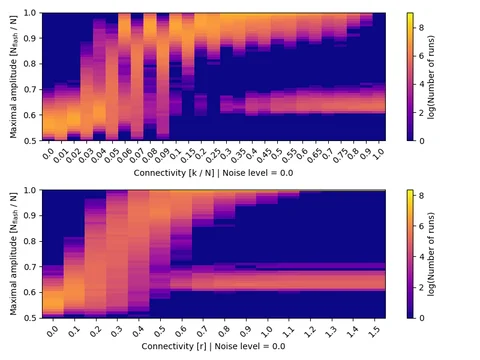 1.0
0.9
0.8
0.7
0.6
0.5
Maximal amplitude [N_flash / N]
0.0 0.01 0.02 0.03 0.04 0.05 0.06 0.07 0.08 0.09 0.1 0.15 0.2 0.25 0.3 0.35 0.4 0.45 0.5 0.55 0.6 0.65 0.7 0.75 0.8 0.9 1.0
Connectivity [k / N] | Noise level = 0.0
8
6
4
2
0
log(Number of runs)
1.0
0.9
0.8
0.7
0.6
0.5
Maximal amplitude [N_flash / N]
0.0 0.1 0.2 0.3 0.4 0.5 0.6 0.7 0.8 0.9 1.0 1.1 1.2 1.3 1.4 1.5
Connectivity [r] | Noise level = 0.0
8
6
4
2
0
log(Number of runs)